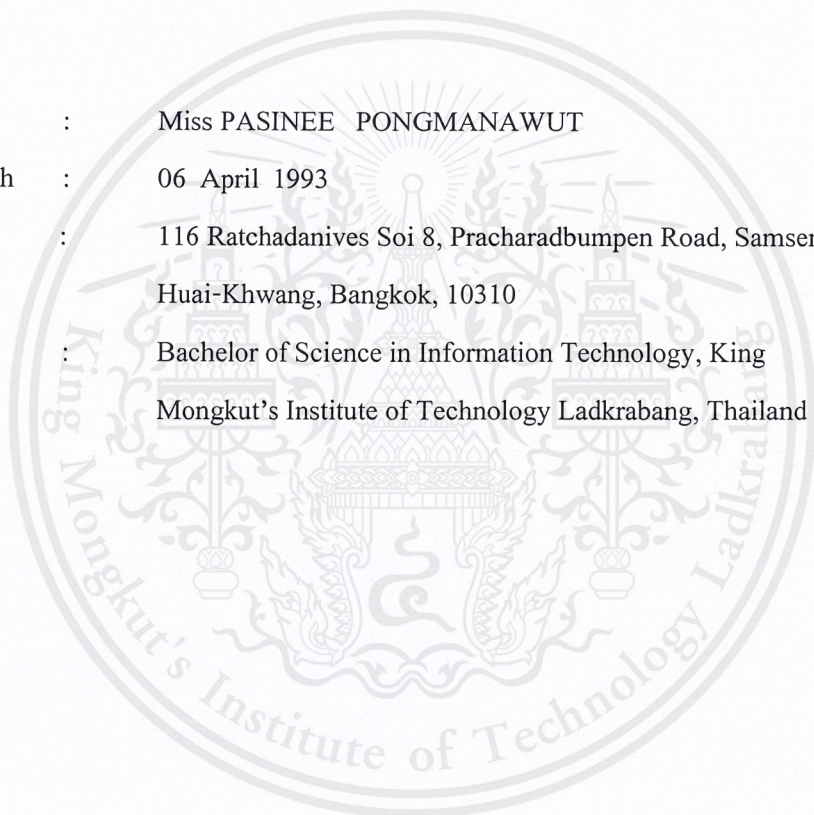 : Miss PASINEE PONGMANAWUT
h : 06 April 1993
: 116 Ratchadanives Soi 8, Pracharadbumpen Road, Samsen
Huai-Khwang, Bangkok, 10310
: Bachelor of Science in Information Technology, King
Mongkut's Institute of Technology Ladkrabang, Thailand
King Mongkut's Institute of Technology Ladkrabang